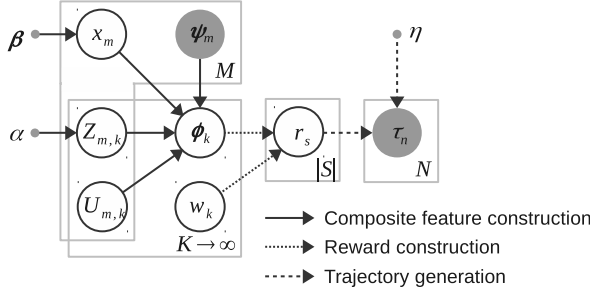 β x_m ψ_m η
M
α Z_{m,k} ϕ_k r_s τ_n
|S| N
U_{m,k} w_k
K→∞
Composite feature construction
Reward construction
Trajectory generation